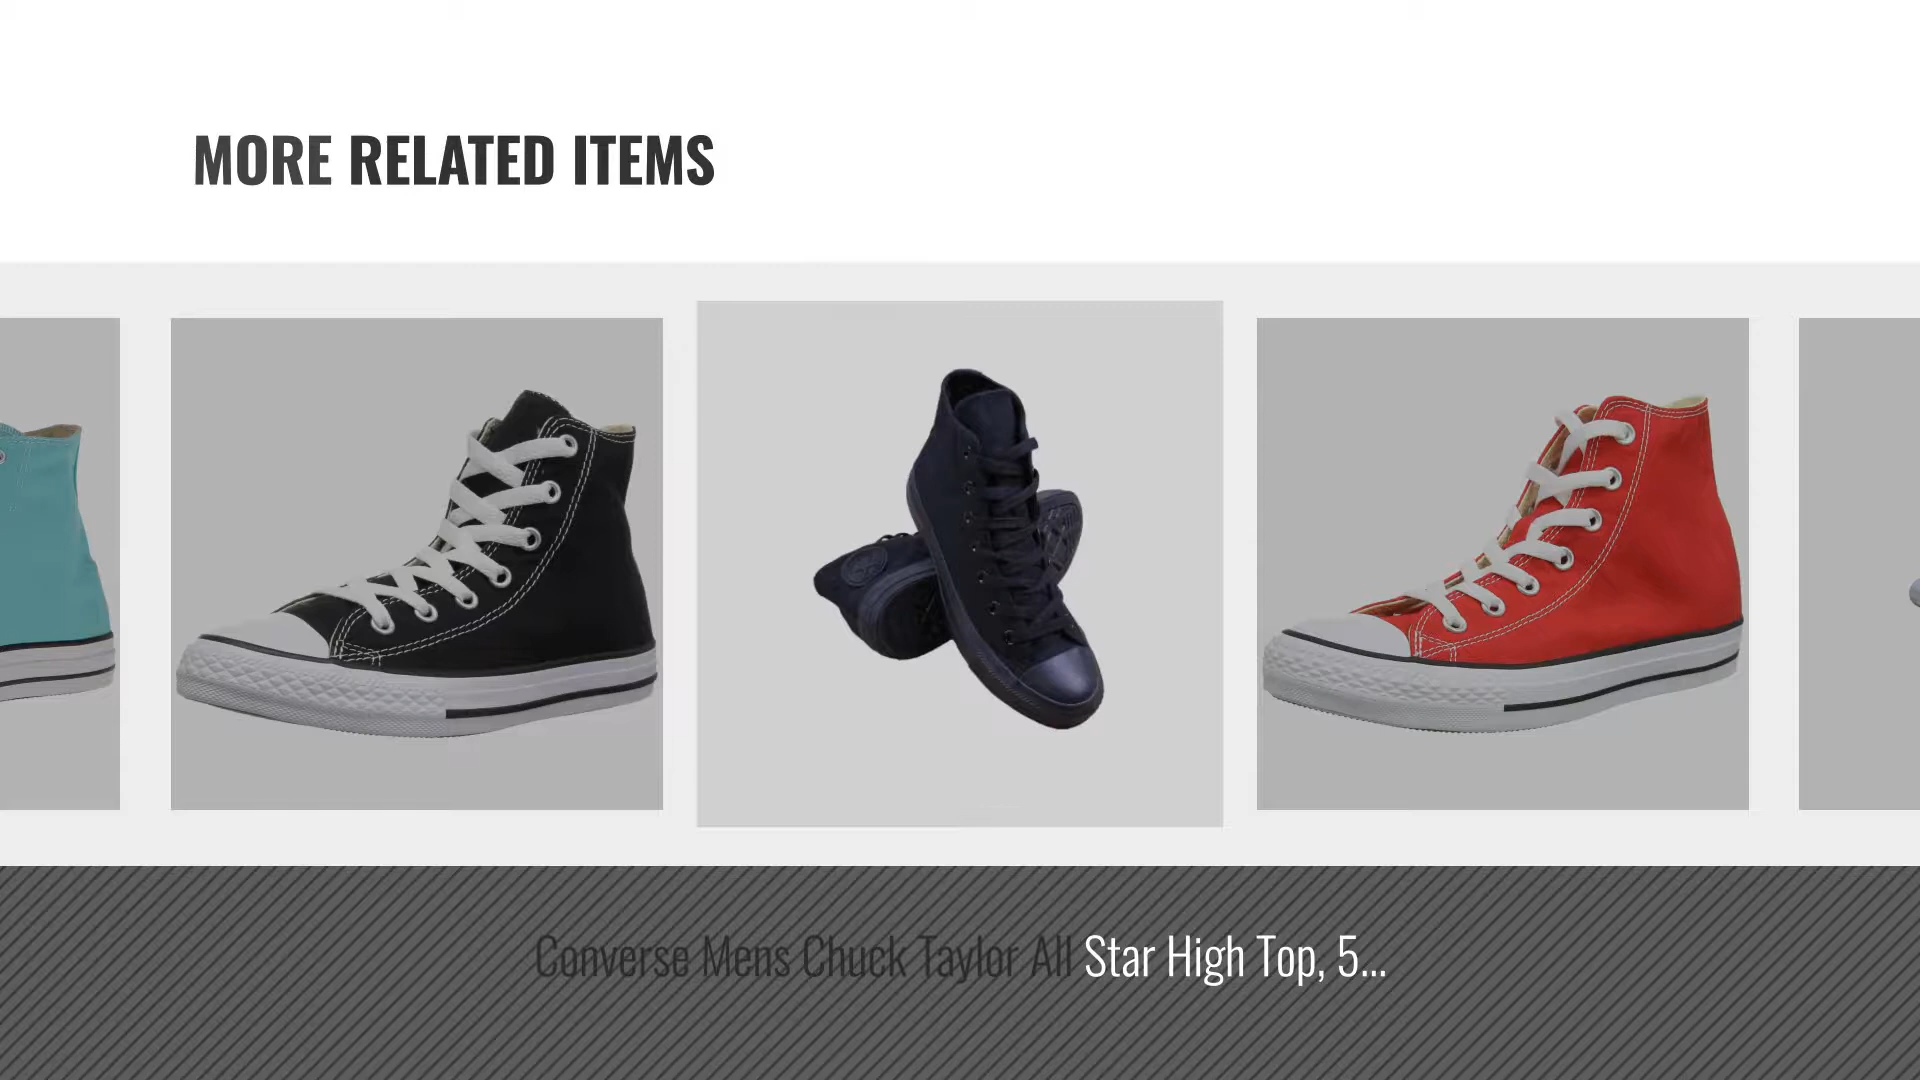 MORE RELATED ITEMS
Converse Mens Chuck Taylor All Star High Top, 5...